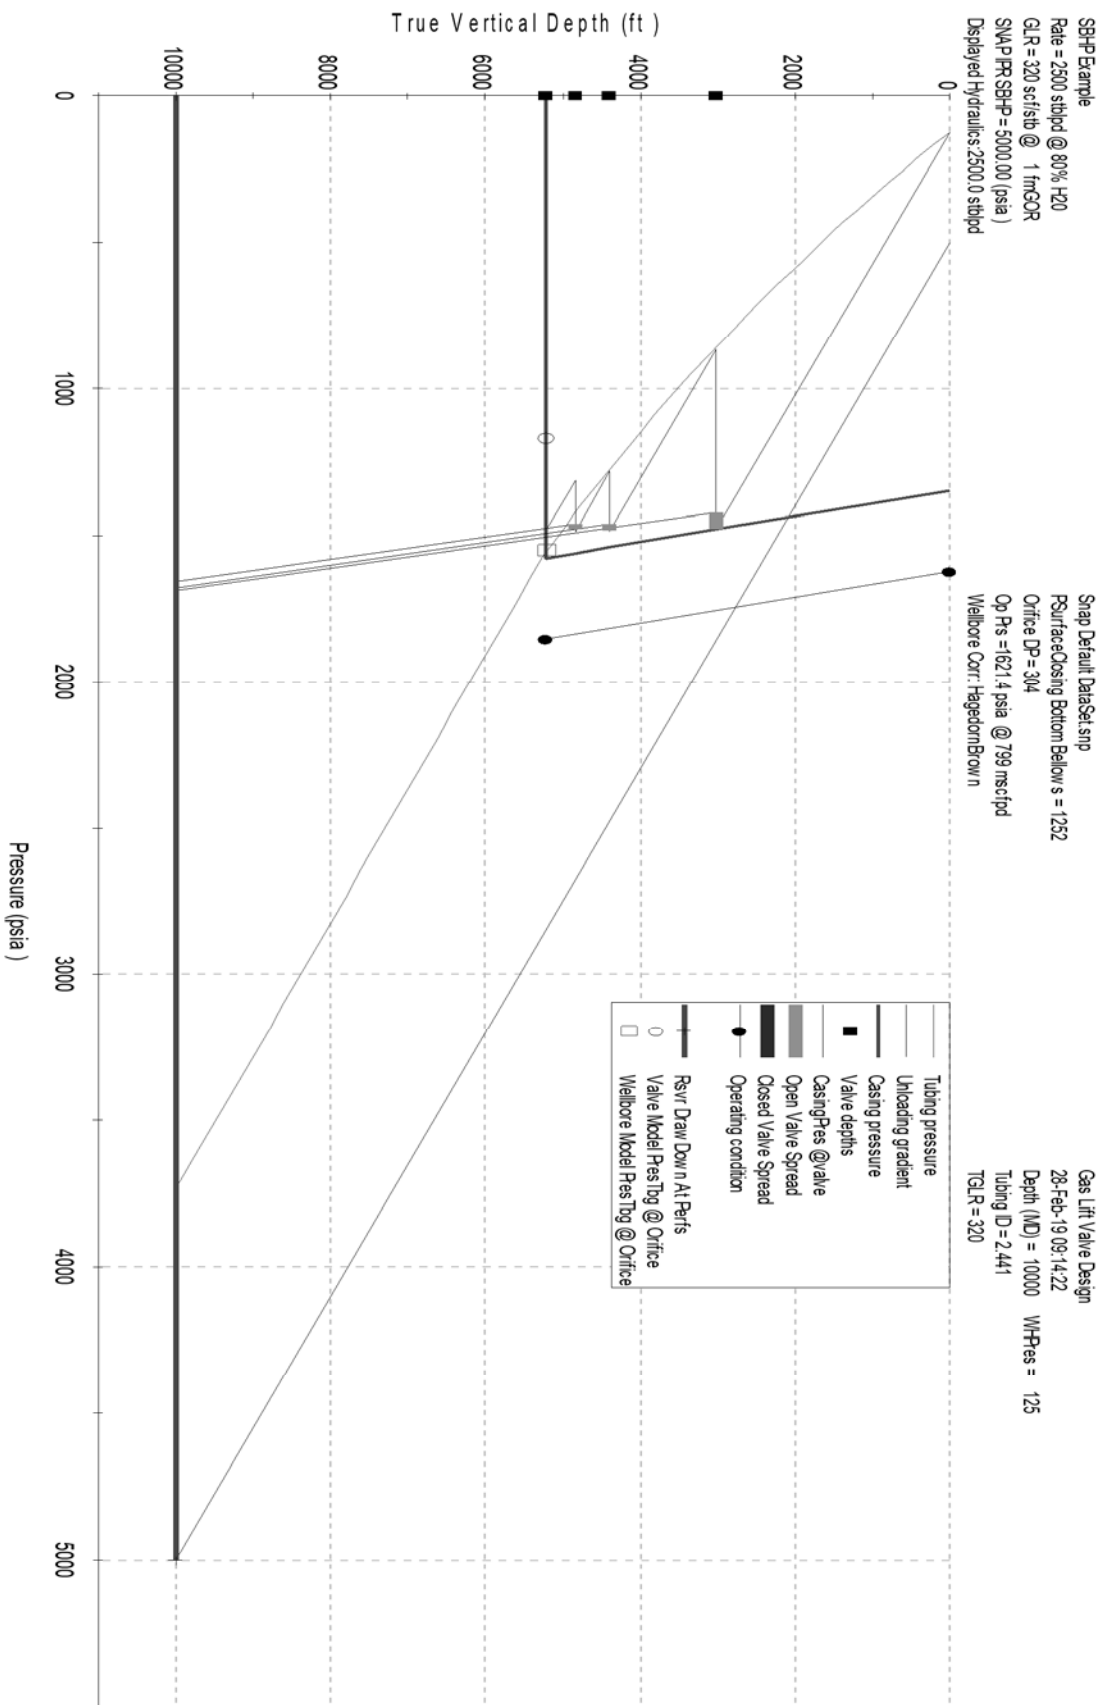 SBHPExample
Rate = 2500 stblpd @ 80% H20
GLR = 320 scf/stb @ 1 fmGOR
SNAP IPR SBHP = 5000.00 (psia )
Displayed Hydraulics:2500.0 stblpd
Snap Default DataSet.snp
PSurfaceClosing Bottom Bellows = 1252
Orifice DP = 304
Op Prs =1621.4 psia @ 799 mscfpd
Wellbore Corr: HagedornBrown
Gas Lift Valve Design
28-Feb-19 09:14:22
Depth (MD) = 10000 WHPres = 125
Tubing ID = 2.441
TGLR = 320
True Vertical Depth (ft )
0
2000
4000
6000
8000
10000
0
1000
2000
3000
4000
5000
Pressure (psia )
Tubing pressure
Unloading gradient
Casing pressure
Valve depths
CasingPres @valve
Open Valve Spread
Closed Valve Spread
Operating condition
Rsvr Draw Down At Perfs
Valve Model Pres Tbg @ Orifice
Wellbore Model Pres Tbg @ Orifice